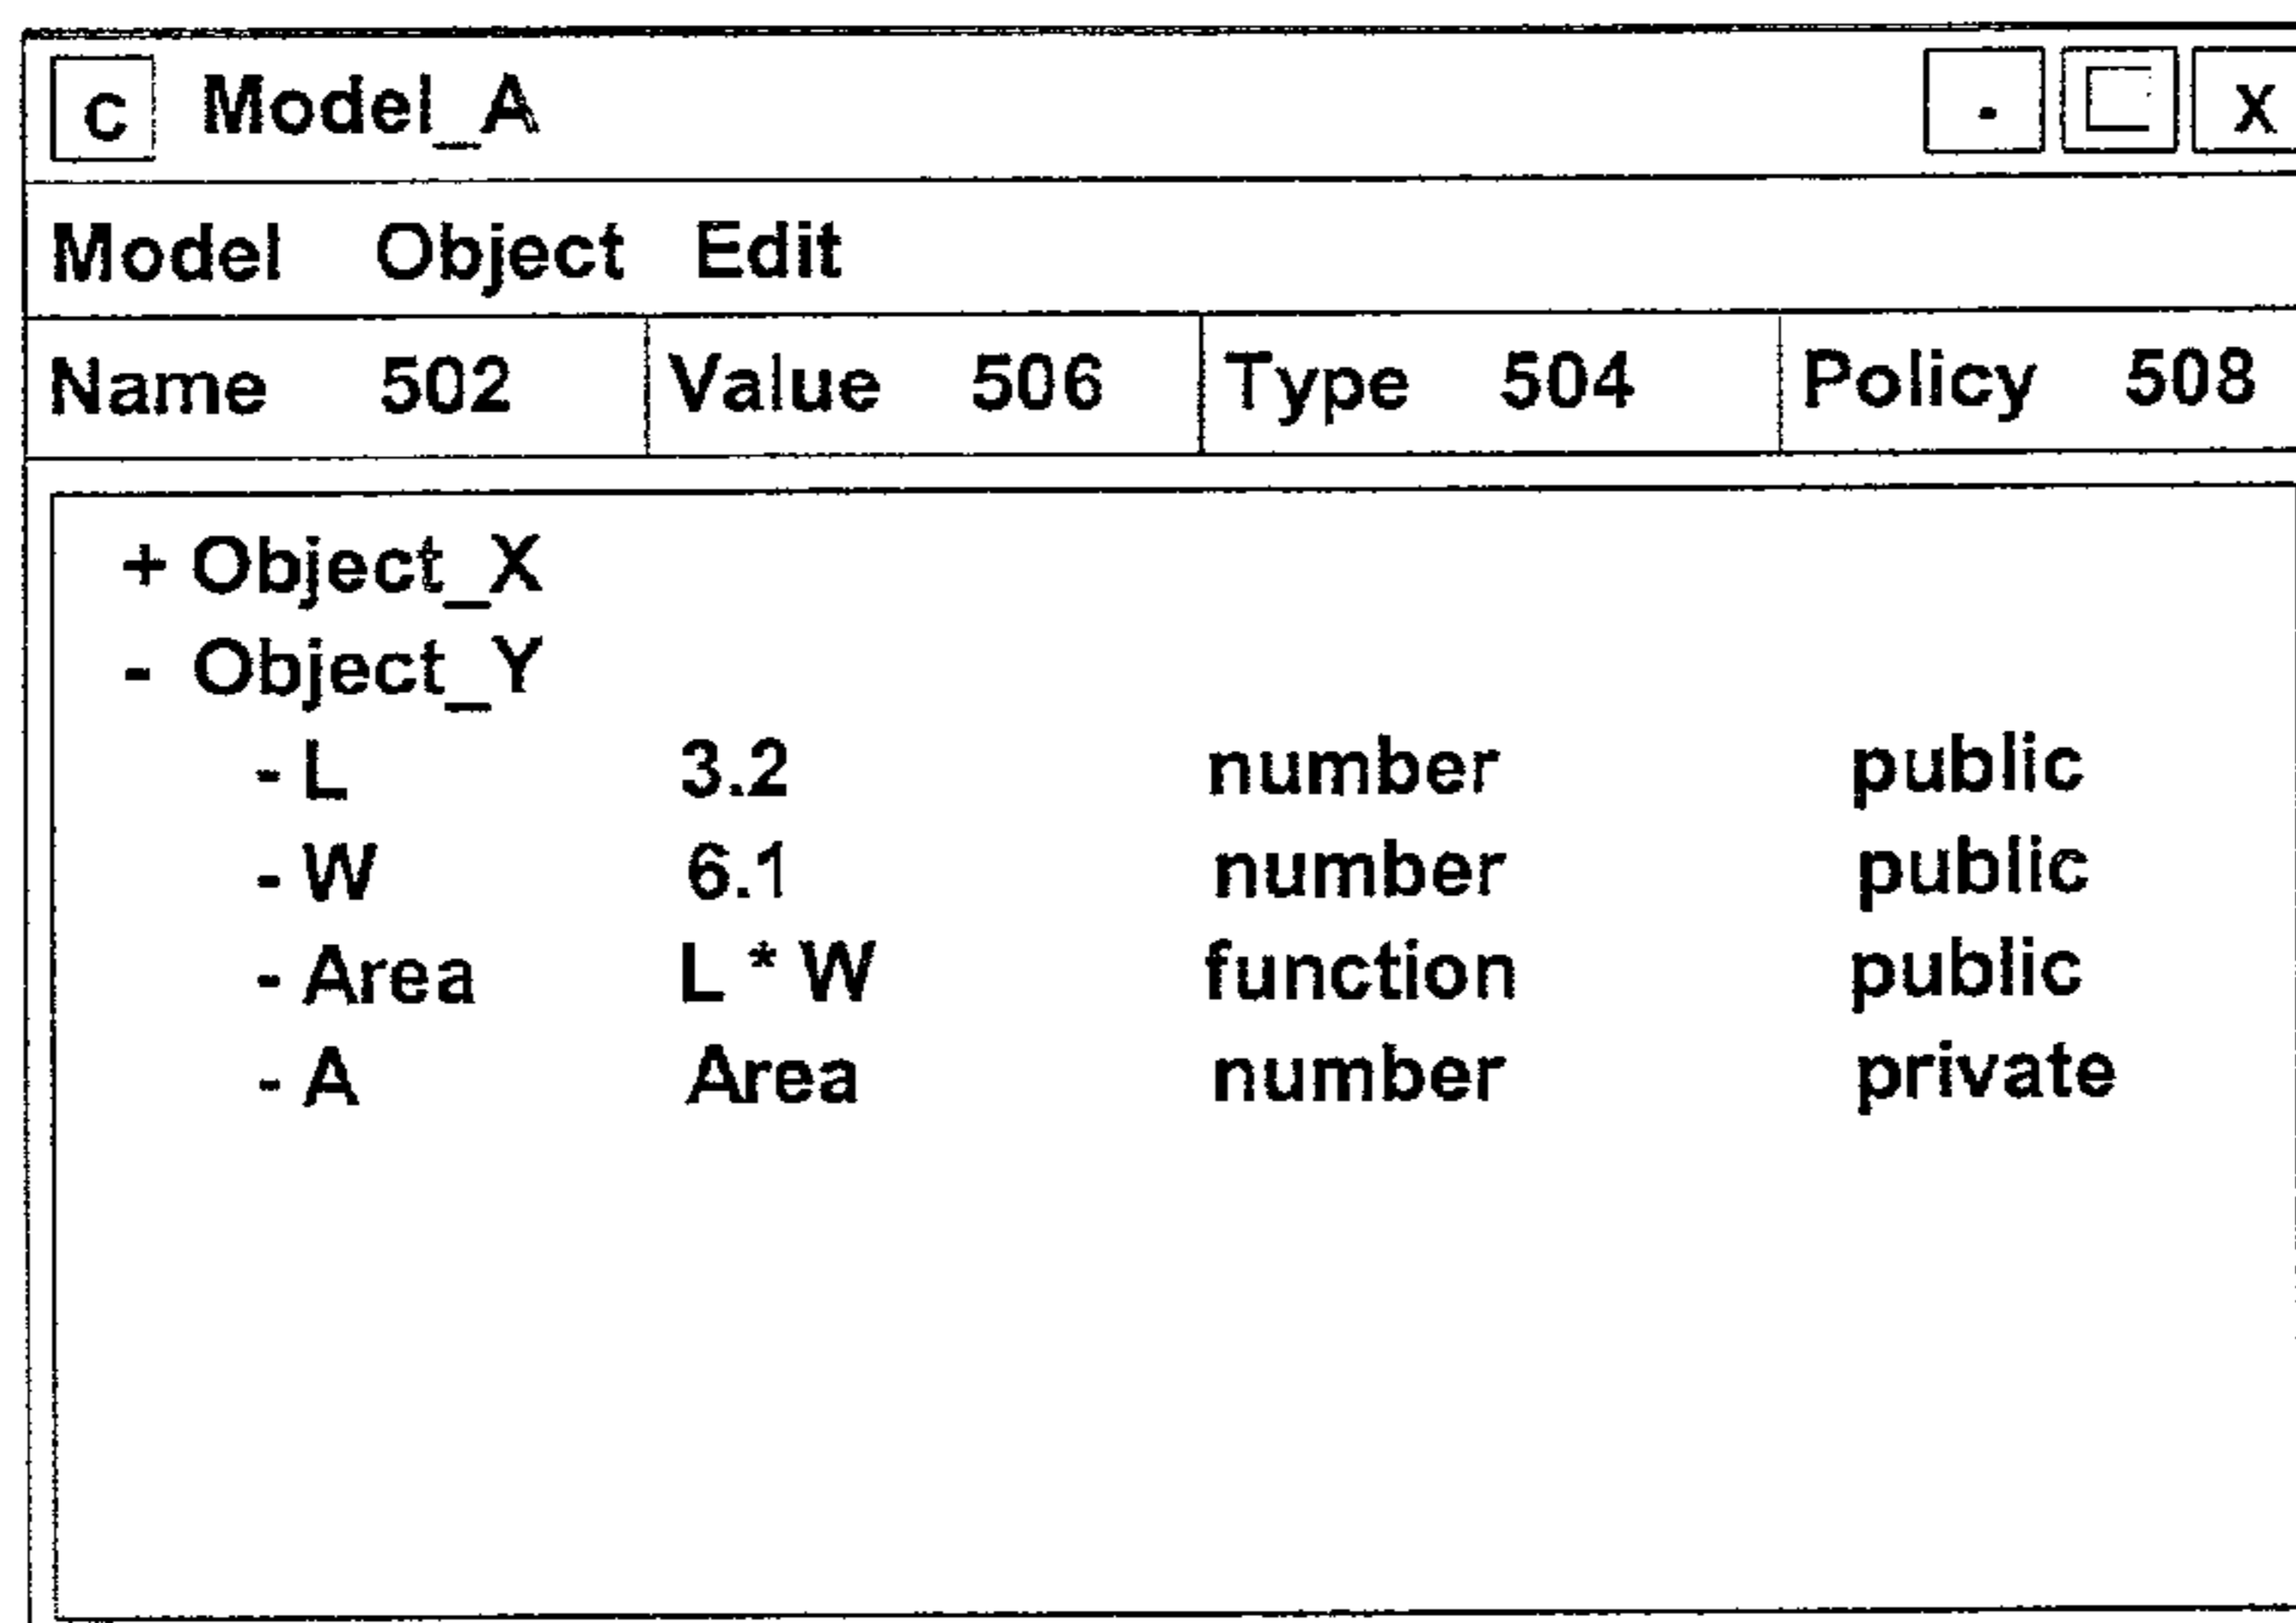 C Model_A - X
Model Object Edit
Name 502 Value 506 Type 504 Policy 508
+ Object_X
- Object_Y
- L 3.2 number public
- W 6.1 number public
- Area L * W function public
- A Area number private